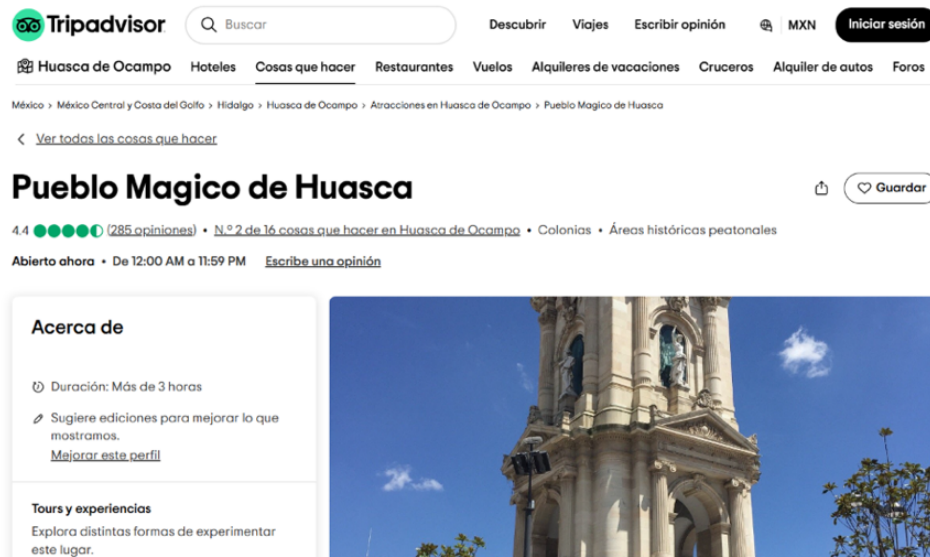 Tripadvisor
Buscar
Descubrir
Viajes
Escribir opinión
MXN
Iniciar sesión
Huasca de Ocampo
Hoteles
Cosas que hacer
Restaurantes
Vuelos
Alquileres de vacaciones
Cruceros
Alquiler de autos
Foros
México > México Central y Costa del Golfo > Hidalgo > Huasca de Ocampo > Atracciones en Huasca de Ocampo > Pueblo Magico de Huasca
Ver todas las cosas que hacer
Pueblo Magico de Huasca
Guardar
4.4 (285 opiniones) • N.º 2 de 16 cosas que hacer en Huasca de Ocampo • Colonias • Áreas históricas peatonales
Abierto ahora • De 12:00 AM a 11:59 PM Escribe una opinión
Acerca de
Duración: Más de 3 horas
Sugiere ediciones para mejorar lo que
mostramos.
Mejorar este perfil
Tours y experiencias
Explora distintas formas de experimentar
este lugar.